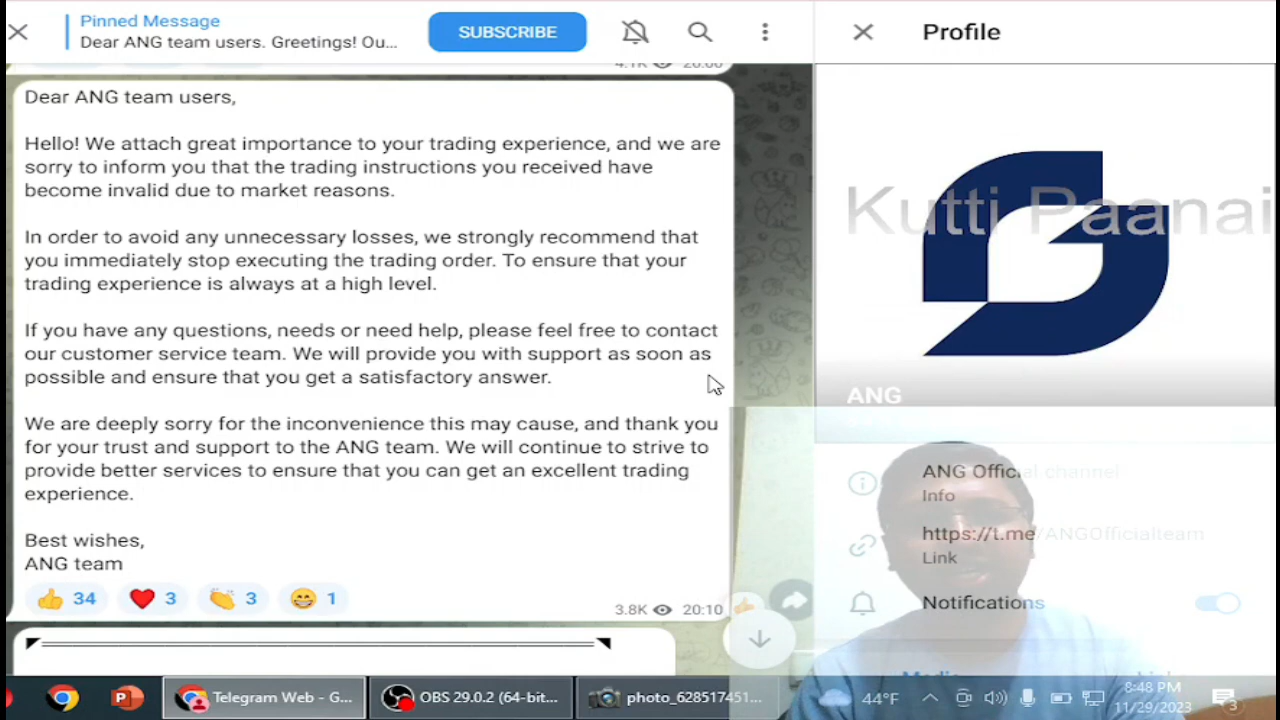 Pinned Message
Dear ANG team users. Greetings! Ou...
SUBSCRIBE
Profile
4.1K 20:00
Dear ANG team users,
Hello! We attach great importance to your trading experience, and we are
sorry to inform you that the trading instructions you received have
become invalid due to market reasons.
In order to avoid any unnecessary losses, we strongly recommend that
you immediately stop executing the trading order. To ensure that your
trading experience is always at a high level.
If you have any questions, needs or need help, please feel free to contact
our customer service team. We will provide you with support as soon as
possible and ensure that you get a satisfactory answer.
We are deeply sorry for the inconvenience this may cause, and thank you
for your trust and support to the ANG team. We will continue to strive to
provide better services to ensure that you can get an excellent trading
experience.
Best wishes,
ANG team
34 3 3 1
3.8K 20:10
Kutti Paanai
ANG
ANG Official channel
Info
https://t.me/ANGOfficialteam
Link
Notifications
Telegram Web - G...
OBS 29.0.2 (64-bit...
photo_628517451...
44°F
8:48 PM
11/29/2023
3